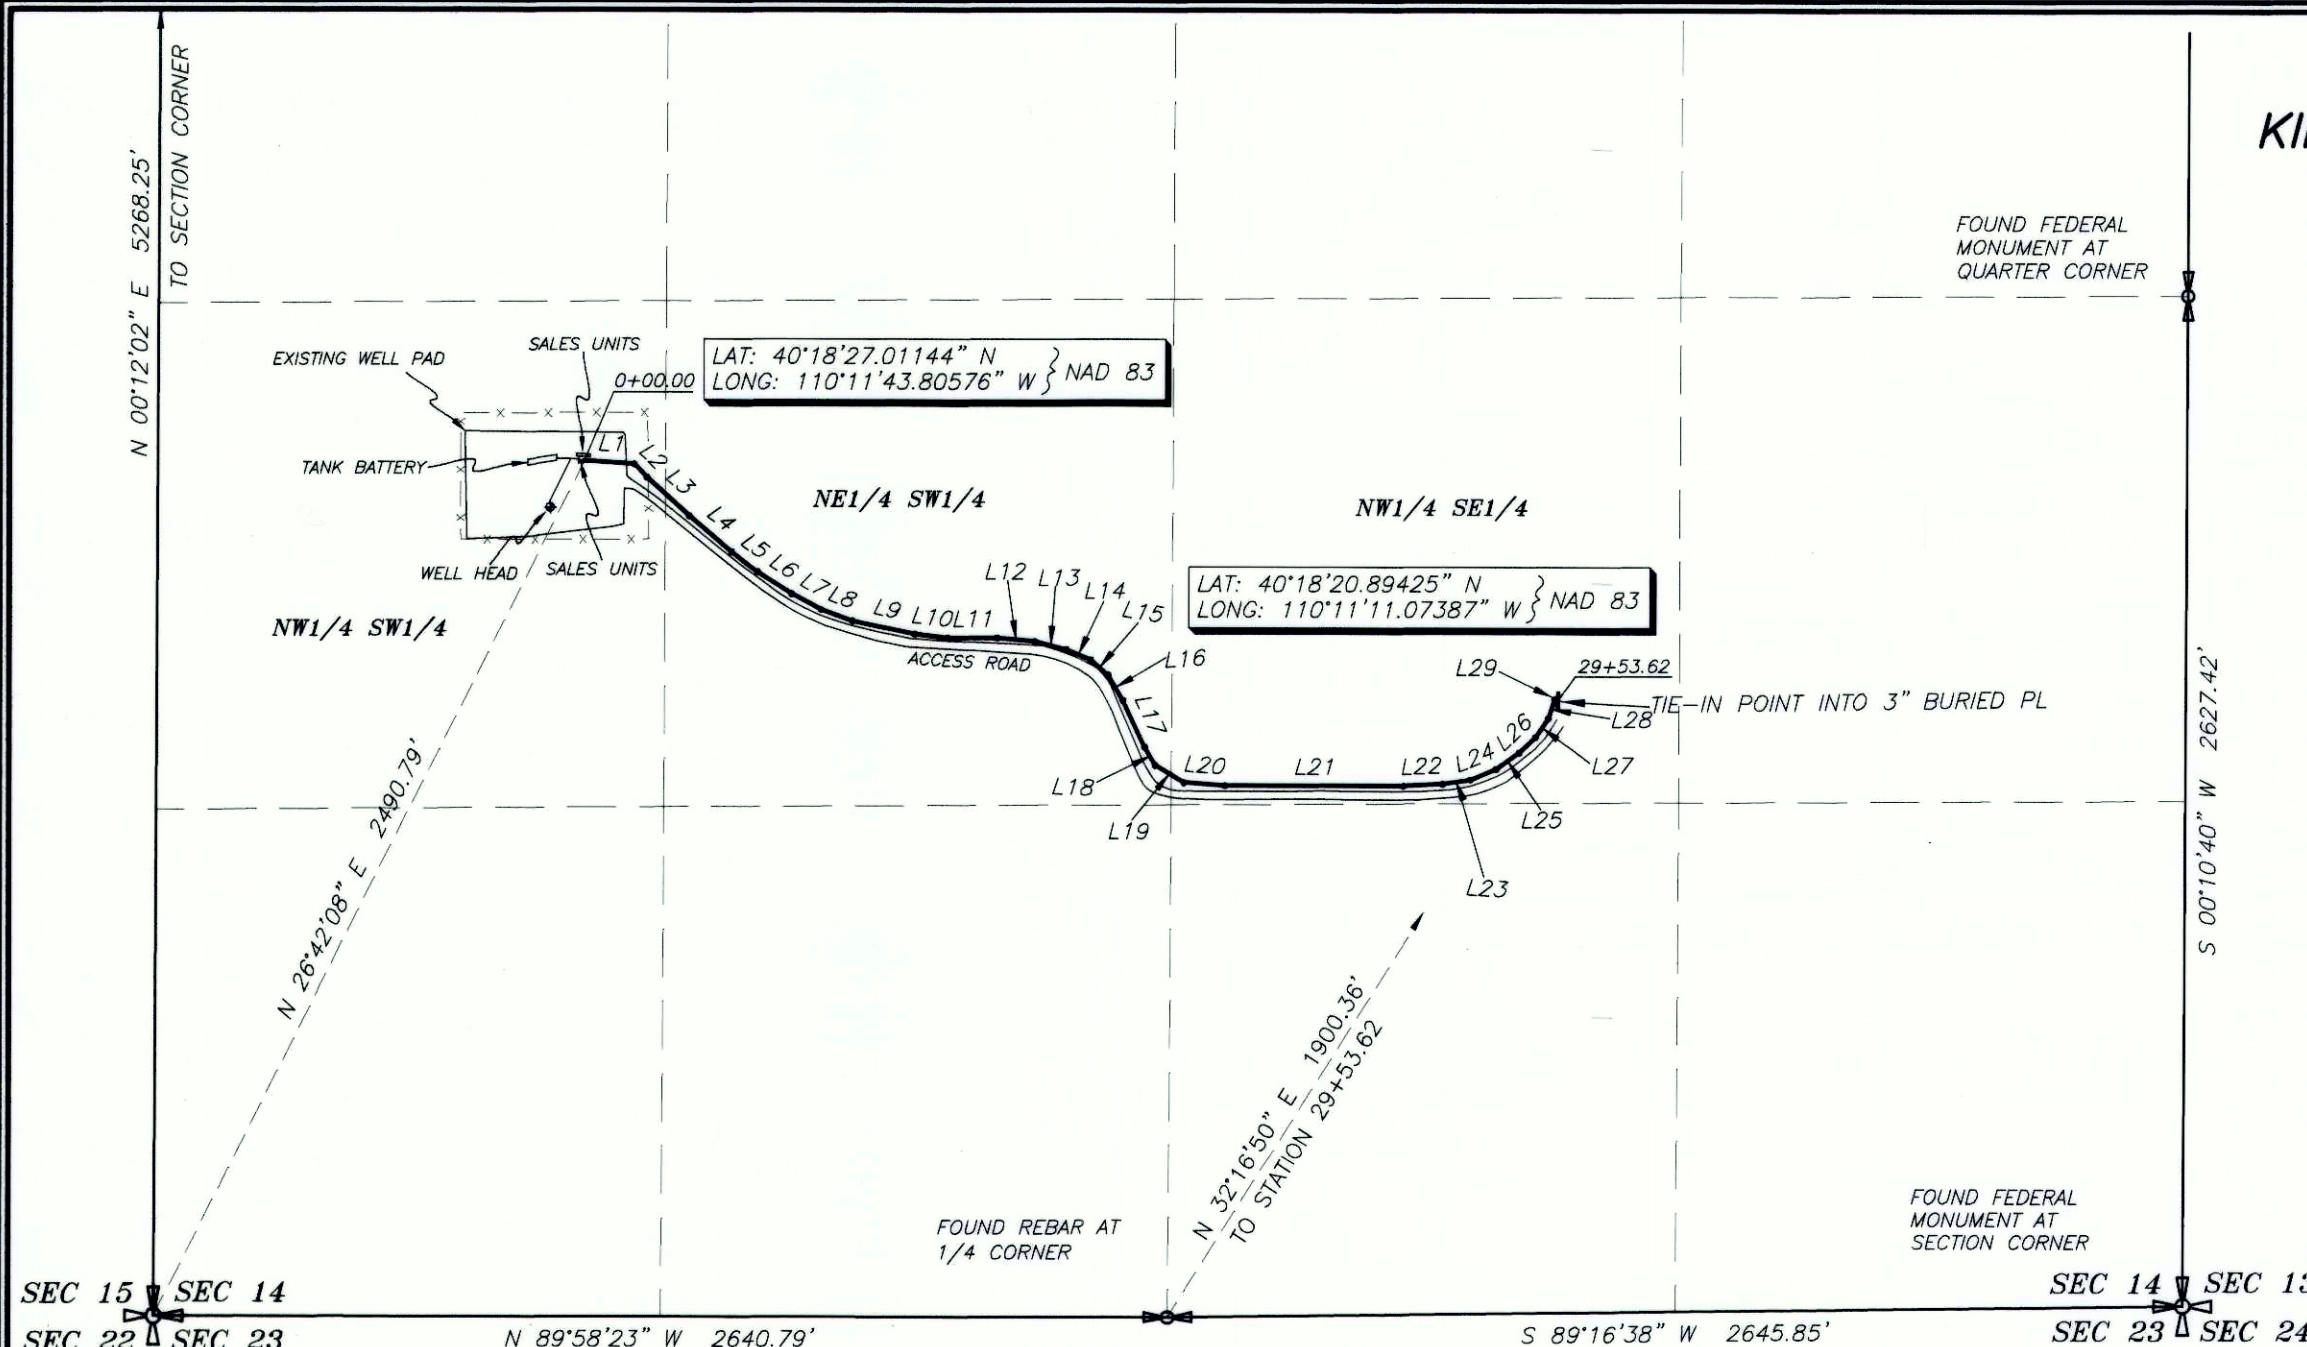 KI
N 00°12'02" E 5268.25'
TO SECTION CORNER
FOUND FEDERAL
MONUMENT AT
QUARTER CORNER
EXISTING WELL PAD
SALES UNITS
0+00.00
LAT: 40°18'27.01144" N
LONG: 110°11'43.80576" W } NAD 83
TANK BATTERY
L1
L2
L3
L4
L5
L6
L7
L8
L9
L10
L11
L12
L13
L14
L15
L16
L17
L18
L19
L20
L21
L22
L23
L24
L25
L26
L27
L28
L29
WELL HEAD
SALES UNITS
NE1/4 SW1/4
NW1/4 SE1/4
NW1/4 SW1/4
ACCESS ROAD
LAT: 40°18'20.89425" N
LONG: 110°11'11.07387" W } NAD 83
29+53.62
TIE-IN POINT INTO 3" BURIED PL
S 00°10'40" W 2627.42'
N 26°42'08" E 2490.79'
N 32°16'50" E 1900.36'
TO STATION 29+53.62
FOUND REBAR AT
1/4 CORNER
FOUND FEDERAL
MONUMENT AT
SECTION CORNER
SEC 15
SEC 14
SEC 22
SEC 23
N 89°58'23" W 2640.79'
S 89°16'38" W 2645.85'
SEC 14
SEC 13
SEC 23
SEC 24